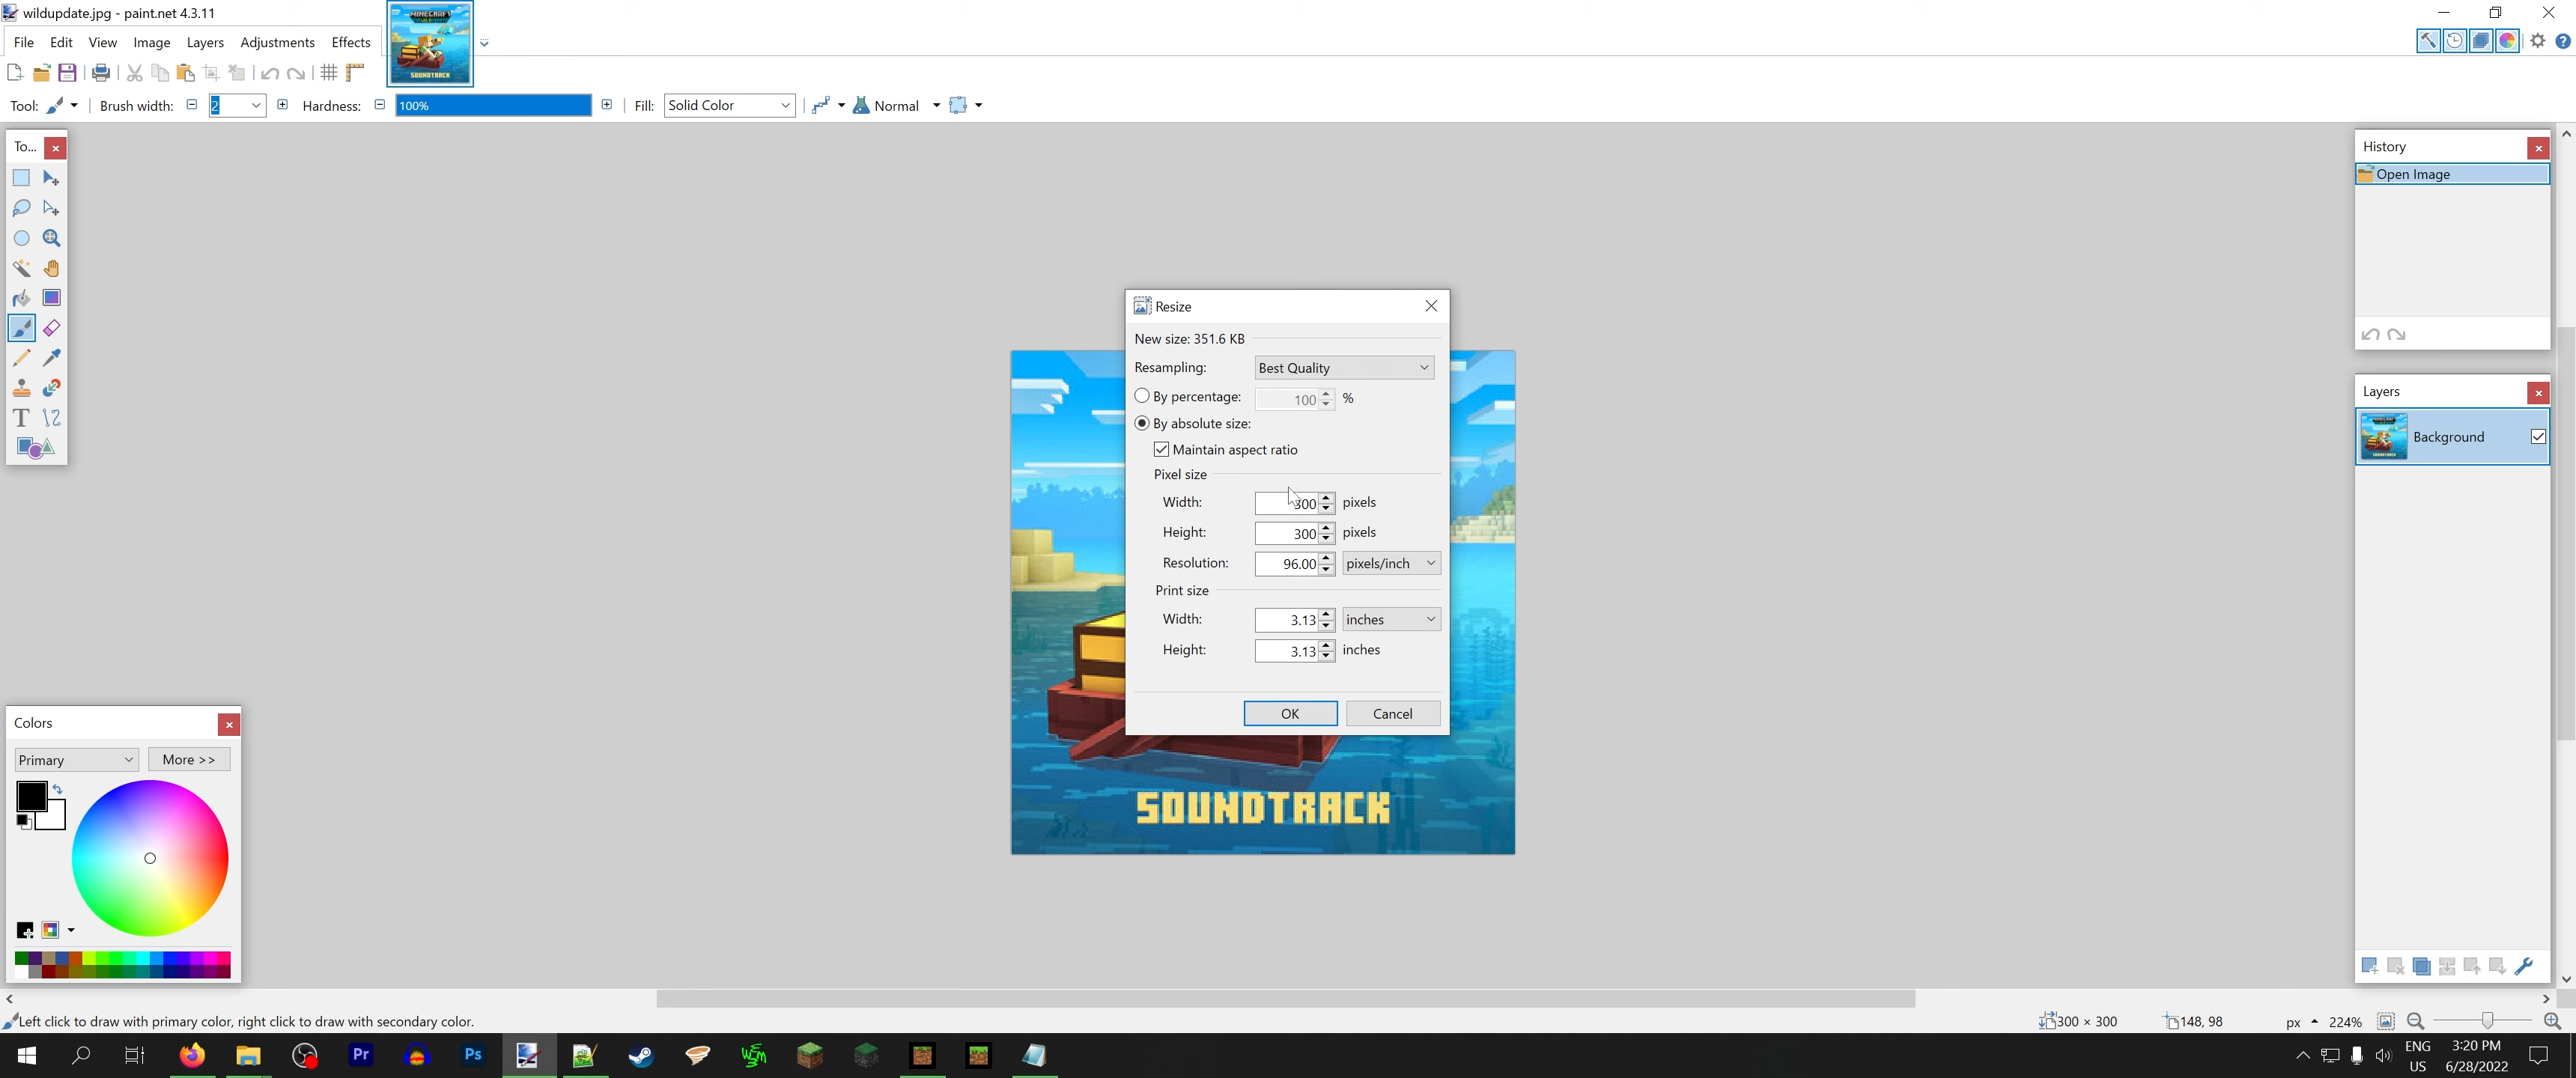 wildupdate.jpg - paint.net 4.3.11
File Edit View Image Layers Adjustments Effects
MINECRAFT
SOUNDTRACK
Tool: Brush width: 2 Hardness: 100% Fill: Solid Color Normal
To...
History
Open Image
Layers
Background
Resize
New size: 351.6 KB
Resampling: Best Quality
By percentage: 100 %
By absolute size:
Maintain aspect ratio
Pixel size
Width: 300 pixels
Height: 300 pixels
Resolution: 96.00 pixels/inch
Print size
Width: 3.13 inches
Height: 3.13 inches
OK Cancel
SOUNDTRACK
Colors
Primary More >>
Left click to draw with primary color, right click to draw with secondary color.
300 × 300 148, 98 px 224%
Pr Ps
ENG
US
3:20 PM
6/28/2022